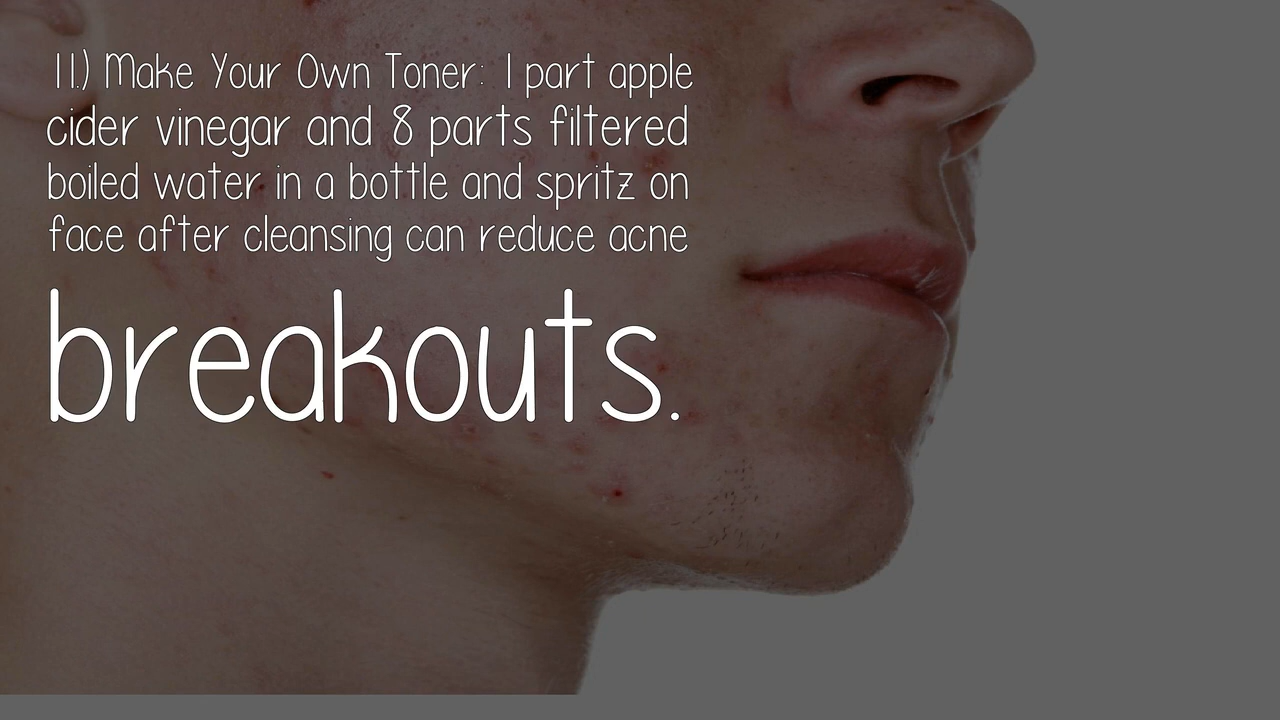 11.) Make Your Own Toner: 1 part apple
cider vinegar and 8 parts filtered
boiled water in a bottle and spritz on
face after cleansing can reduce acne
breakouts.